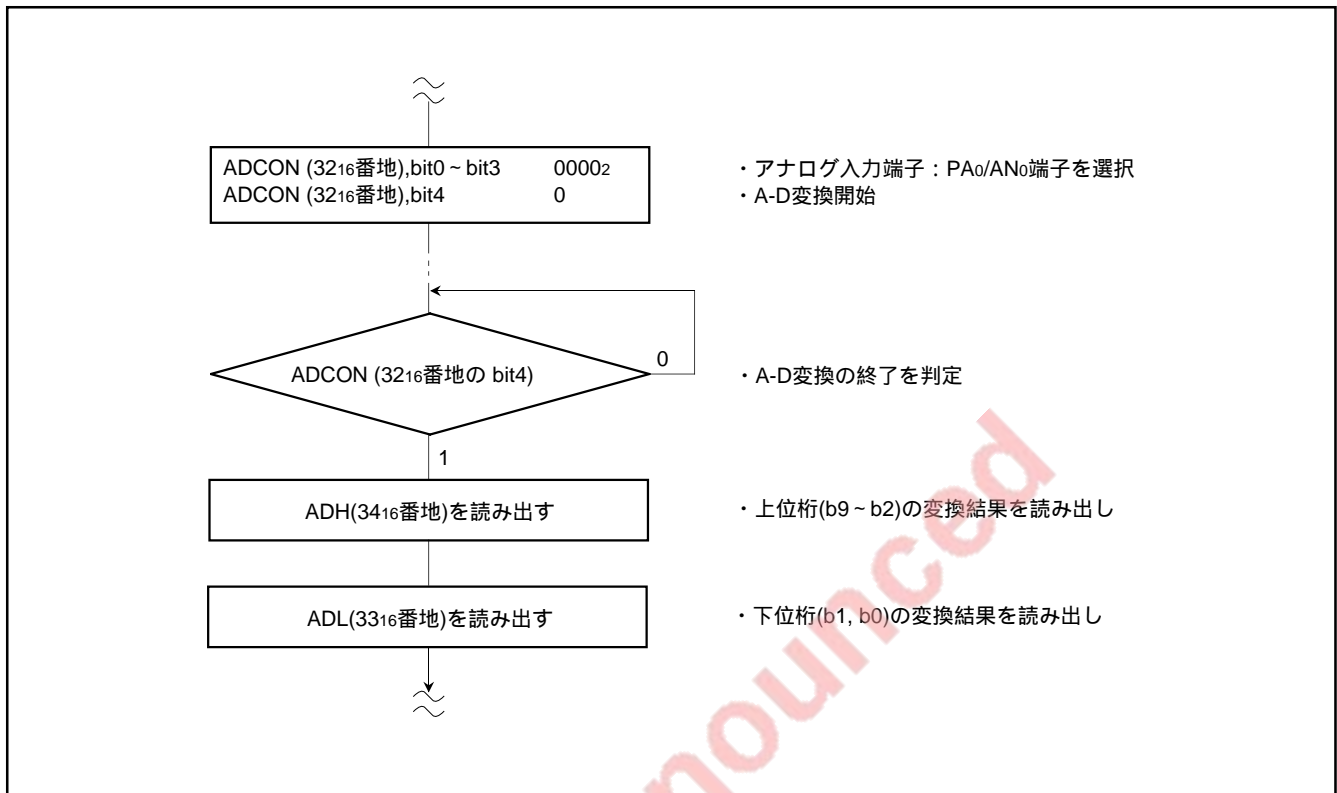 ADCON (3216番地),bit0~bit3 00002 ・アナログ入力端子:PA0/AN0端子を選択
ADCON (3216番地),bit4 0 ・A-D変換開始
0
ADCON (3216番地の bit4) ・A-D変換の終了を判定
1
ADH(3416番地)を読み出す ・上位桁(b9~b2)の変換結果を読み出し
ADL(3316番地)を読み出す ・下位桁(b1, b0)の変換結果を読み出し
nounced